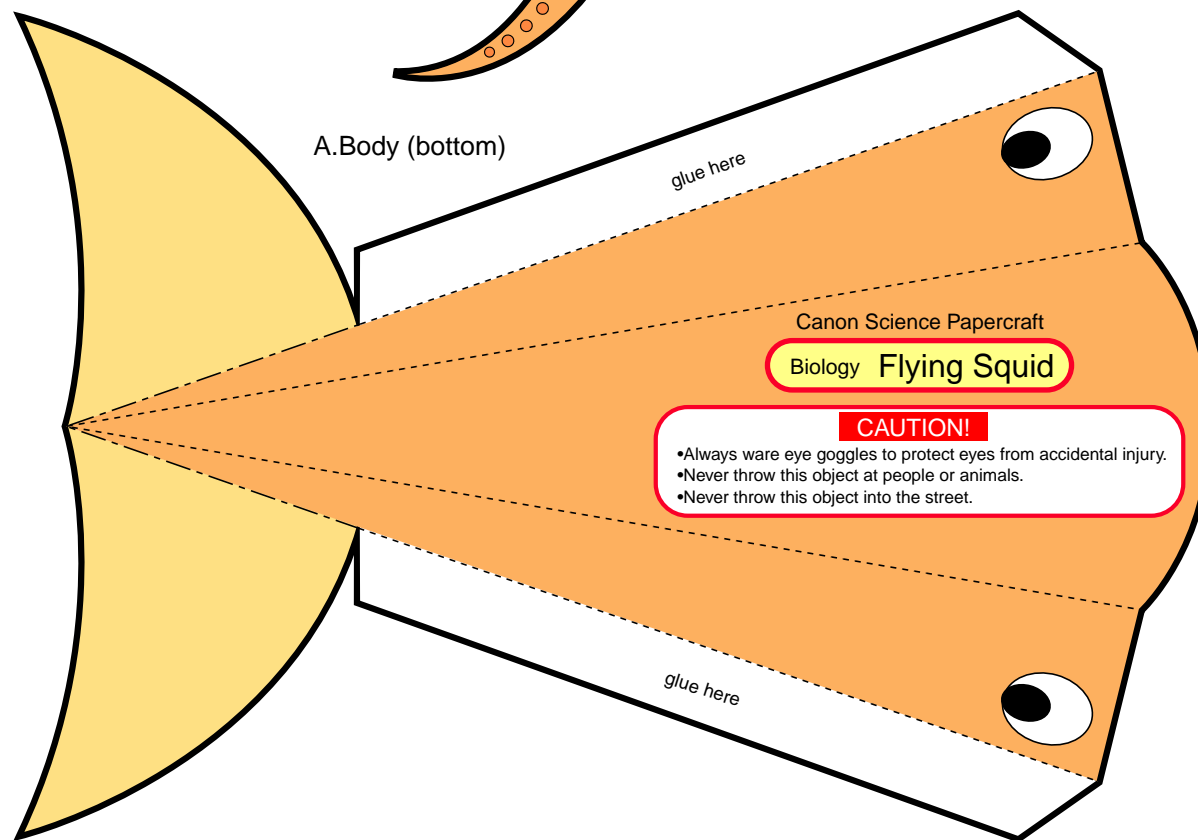 A.Body (bottom)
glue here
Canon Science Papercraft
Biology Flying Squid
CAUTION!
•Always ware eye goggles to protect eyes from accidental injury.
•Never throw this object at people or animals.
•Never throw this object into the street.
glue here